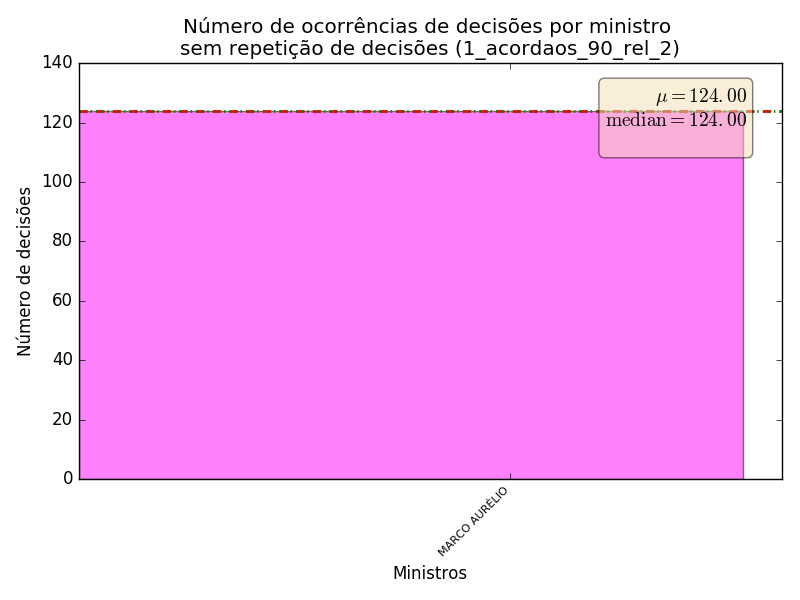 Número de ocorrências de decisões por ministro
sem repetição de decisões (1_acordaos_90_rel_2)
140
120
100
80
60
40
20
0
μ = 124.00
median = 124.00
Número de decisões
MARCO AURÉLIO
Ministros